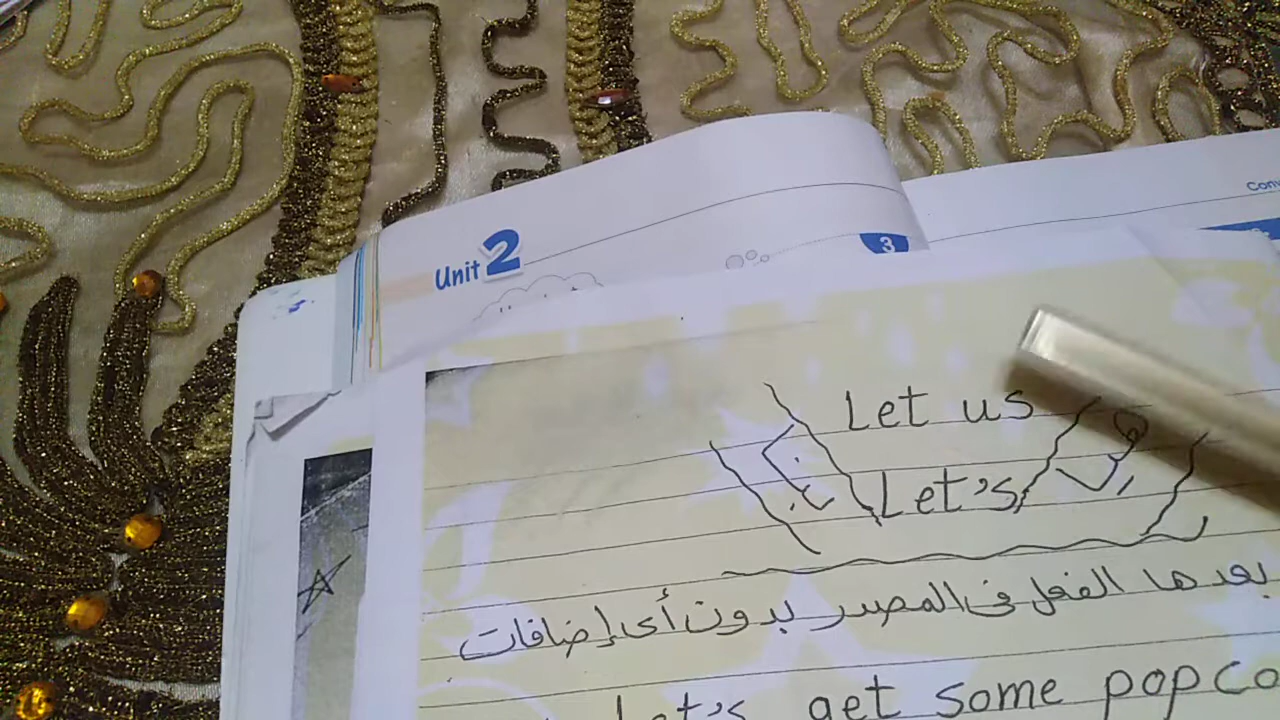 Unit 2
3
Let us
Let's
بعدها الفعل فى المصدر بدون أى إضافات
Let's get some popco